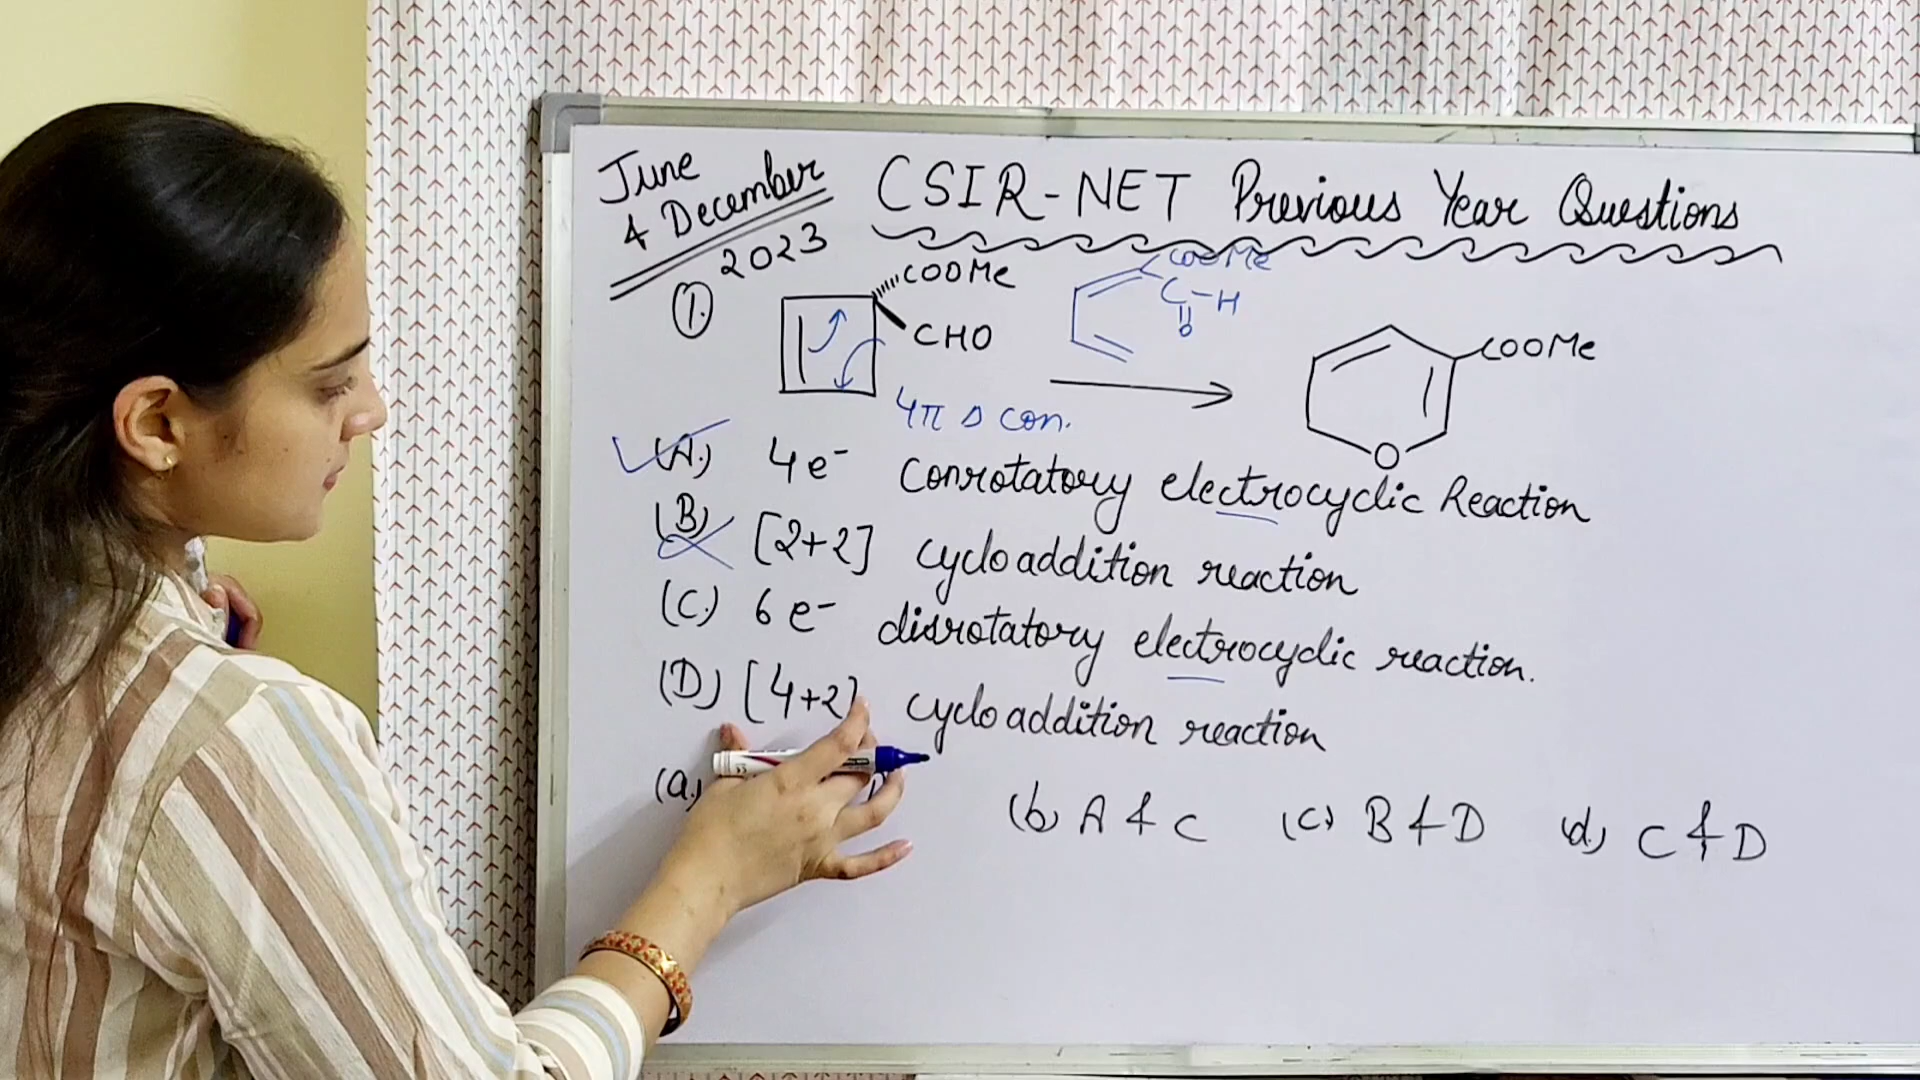 June
& December
2023
CSIR-NET Previous Year Questions
1.
COOMe
CHO
COOMe
C-H
O
COOMe
O
4π Δ con.
(A.) 4e⁻ Conrotatory electrocyclic Reaction
(B) [2+2] cycloaddition reaction
(C.) 6e⁻ disrotatory electrocyclic reaction.
(D) [4+2] cycloaddition reaction
(a.)
(b) A & C
(c) B & D
(d) C & D